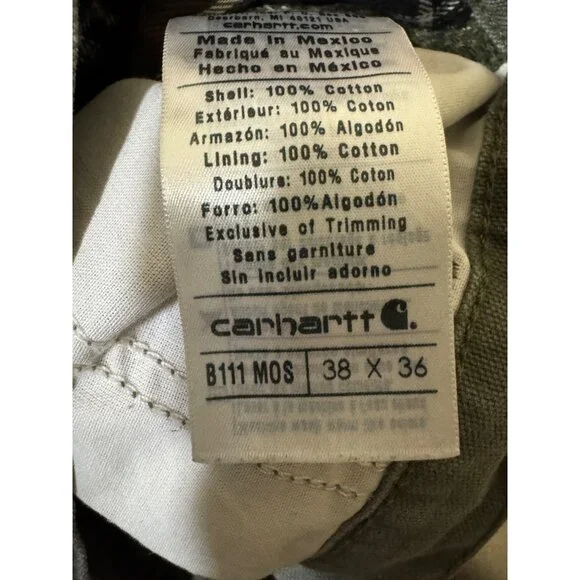 Dearborn, MI 48121 USA
carhartt.com
Made in Mexico
Fabriqué au Mexique
Hecho en México
Shell: 100% Cotton
Extérieur: 100% Coton
Armazón: 100% Algodón
Lining: 100% Cotton
Doublure: 100% Coton
Forro: 100%Algodón
Exclusive of Trimming
Sans garniture
Sin incluir adorno
carhartt
B111 MOS 38 X 36